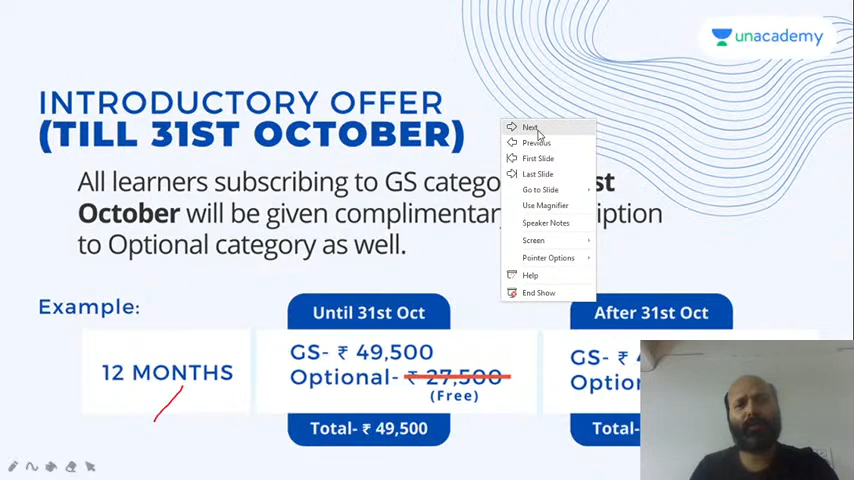 unacademy
INTRODUCTORY OFFER
(TILL 31ST OCTOBER)
All learners subscribing to GS catego st
October will be given complimentary iption
to Optional category as well.
Next
Previous
First Slide
Last Slide
Go to Slide
Use Magnifier
Speaker Notes
Screen
Pointer Options
Help
End Show
Example:
Until 31st Oct
After 31st Oct
12 MONTHS
GS- ₹ 49,500
Optional- ₹ 27,500
(Free)
Total- ₹ 49,500
GS- ₹
Optio
Total-